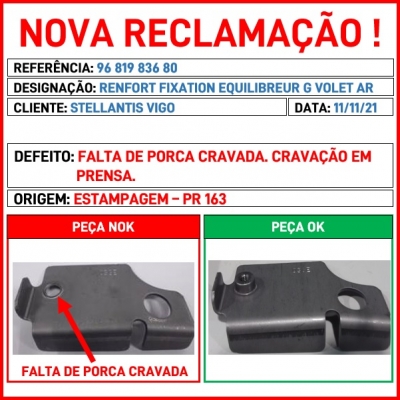 NOVA RECLAMAÇÃO !
REFERÊNCIA: 96 819 836 80
DESIGNAÇÃO: RENFORT FIXATION EQUILIBREUR G VOLET AR
CLIENTE: STELLANTIS VIGO DATA: 11/11/21
DEFEITO: FALTA DE PORCA CRAVADA. CRAVAÇÃO EM
PRENSA.
ORIGEM: ESTAMPAGEM – PR 163
PEÇA NOK PEÇA OK
FALTA DE PORCA CRAVADA